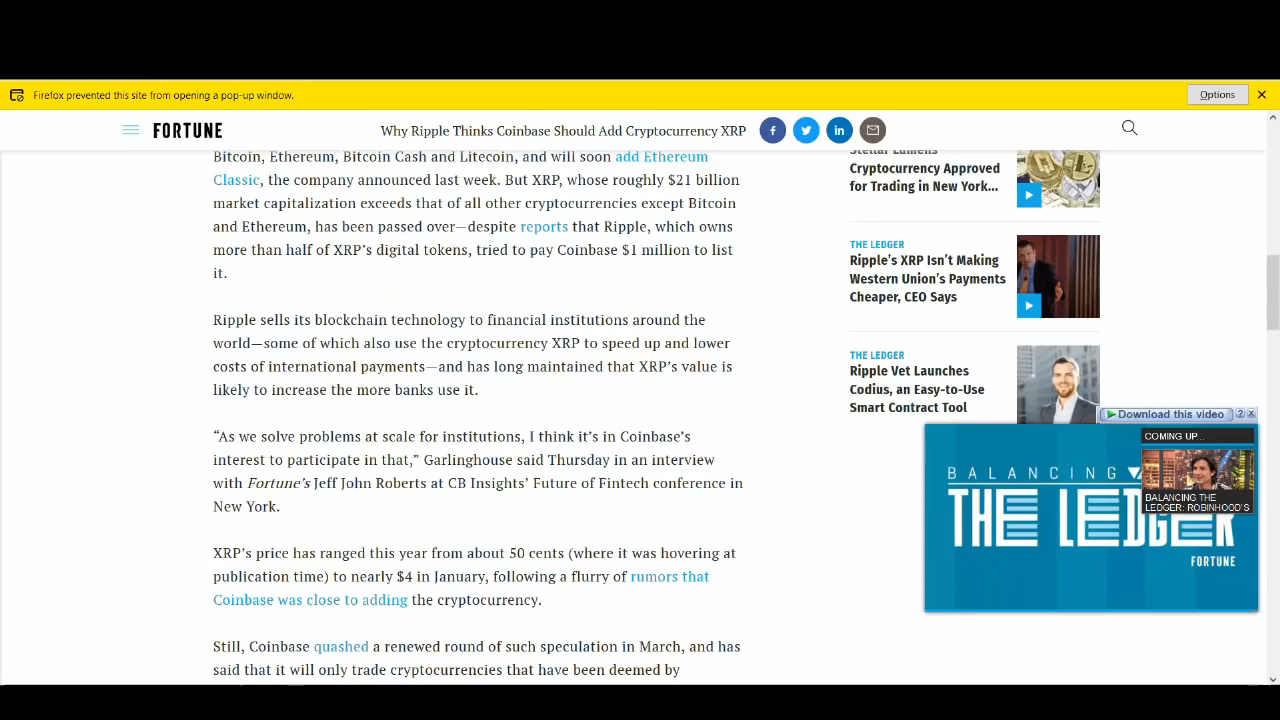 Firefox prevented this site from opening a pop-up window.
Options
FORTUNE
Why Ripple Thinks Coinbase Should Add Cryptocurrency XRP
Bitcoin, Ethereum, Bitcoin Cash and Litecoin, and will soon add Ethereum
Classic, the company announced last week. But XRP, whose roughly $21 billion
market capitalization exceeds that of all other cryptocurrencies except Bitcoin
and Ethereum, has been passed over—despite reports that Ripple, which owns
more than half of XRP’s digital tokens, tried to pay Coinbase $1 million to list
it.
Ripple sells its blockchain technology to financial institutions around the
world—some of which also use the cryptocurrency XRP to speed up and lower
costs of international payments—and has long maintained that XRP’s value is
likely to increase the more banks use it.
“As we solve problems at scale for institutions, I think it’s in Coinbase’s
interest to participate in that,” Garlinghouse said Thursday in an interview
with Fortune’s Jeff John Roberts at CB Insights’ Future of Fintech conference in
New York.
XRP’s price has ranged this year from about 50 cents (where it was hovering at
publication time) to nearly $4 in January, following a flurry of rumors that
Coinbase was close to adding the cryptocurrency.
Still, Coinbase quashed a renewed round of such speculation in March, and has
said that it will only trade cryptocurrencies that have been deemed by
Stellar Lumens
Cryptocurrency Approved
for Trading in New York...
THE LEDGER
Ripple’s XRP Isn’t Making
Western Union’s Payments
Cheaper, CEO Says
THE LEDGER
Ripple Vet Launches
Codius, an Easy-to-Use
Smart Contract Tool
Download this video
COMING UP...
BALANCING THE
LEDGER: ROBINHOOD'S
BALANCING
THE LEDGER
FORTUNE